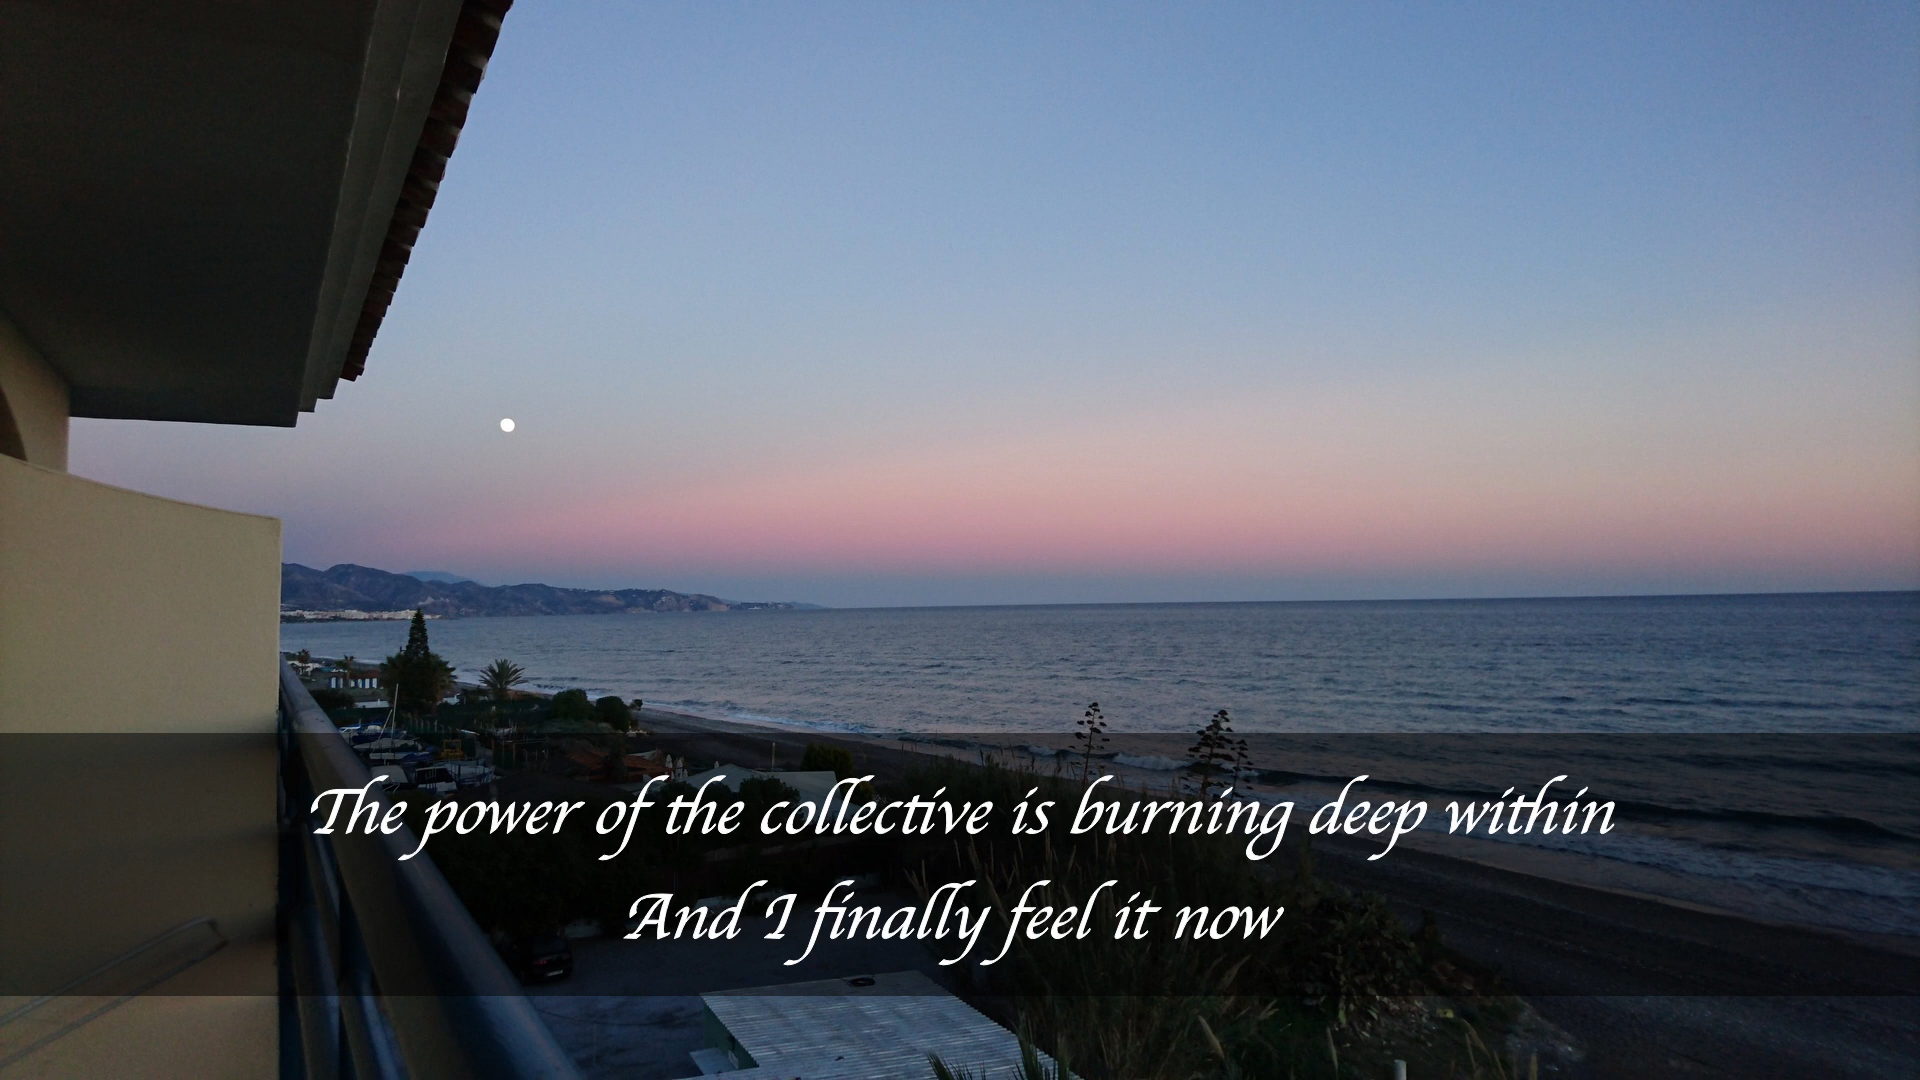 The power of the collective is burning deep within
And I finally feel it now